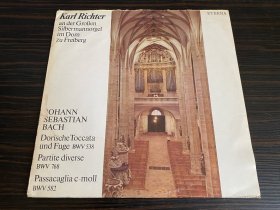 Karl Richter
ETERNA
an der Großen
Silbermannorgel
im Dom
zu Freiberg
JOHANN
SEBASTIAN
BACH
Dorische Toccata
und Fuge BWV 538
Partite diverse
BWV 768
Passacaglia c-moll
BWV 582